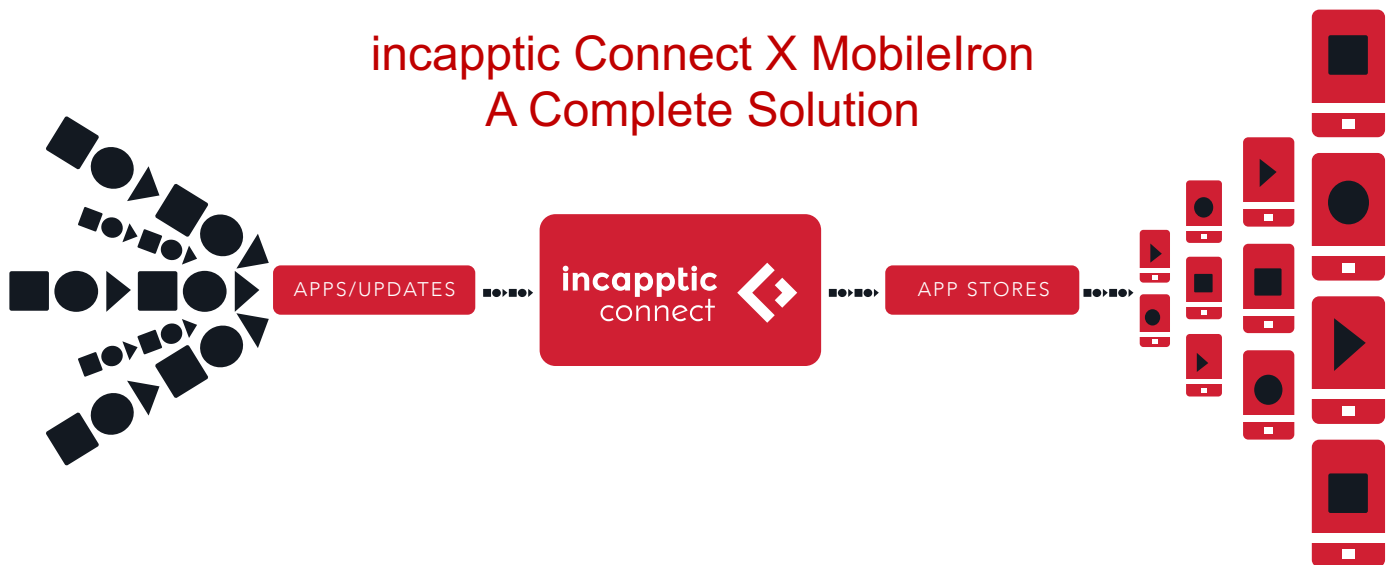 incapptic Connect X MobileIron
A Complete Solution
APPS/UPDATES
incapptic
connect
APP STORES